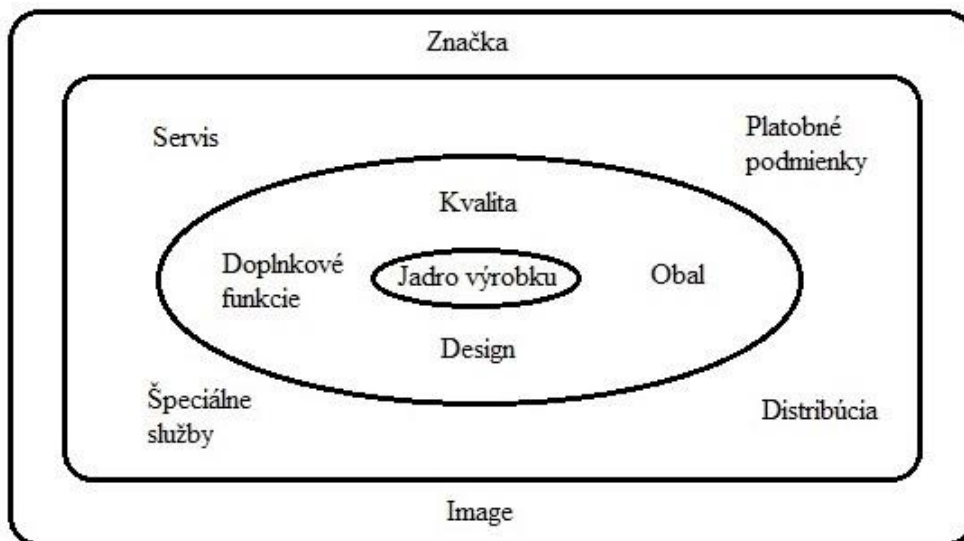 Značka
Servis
Platobné
podmienky
Kvalita
Doplnkové
funkcie
Jadro výrobku
Obal
Design
Špeciálne
služby
Distribúcia
Image